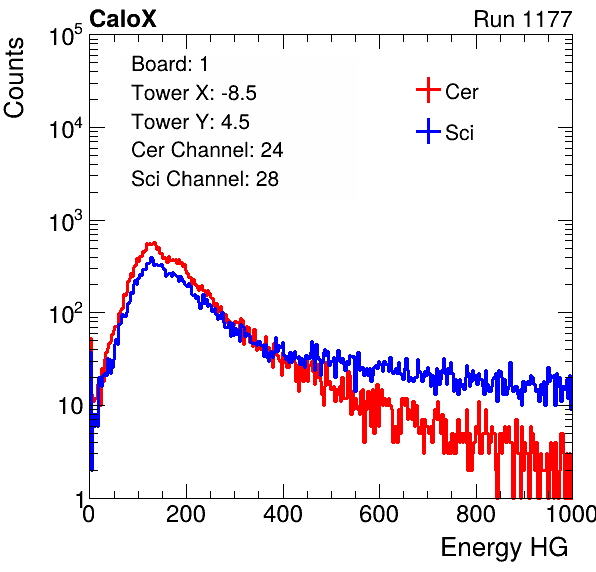 CaloX Run 1177
Counts
10^5
10^4
10^3
10^2
10
1
Board: 1
Tower X: -8.5
Tower Y: 4.5
Cer Channel: 24
Sci Channel: 28
Cer
Sci
0 200 400 600 800 1000
Energy HG